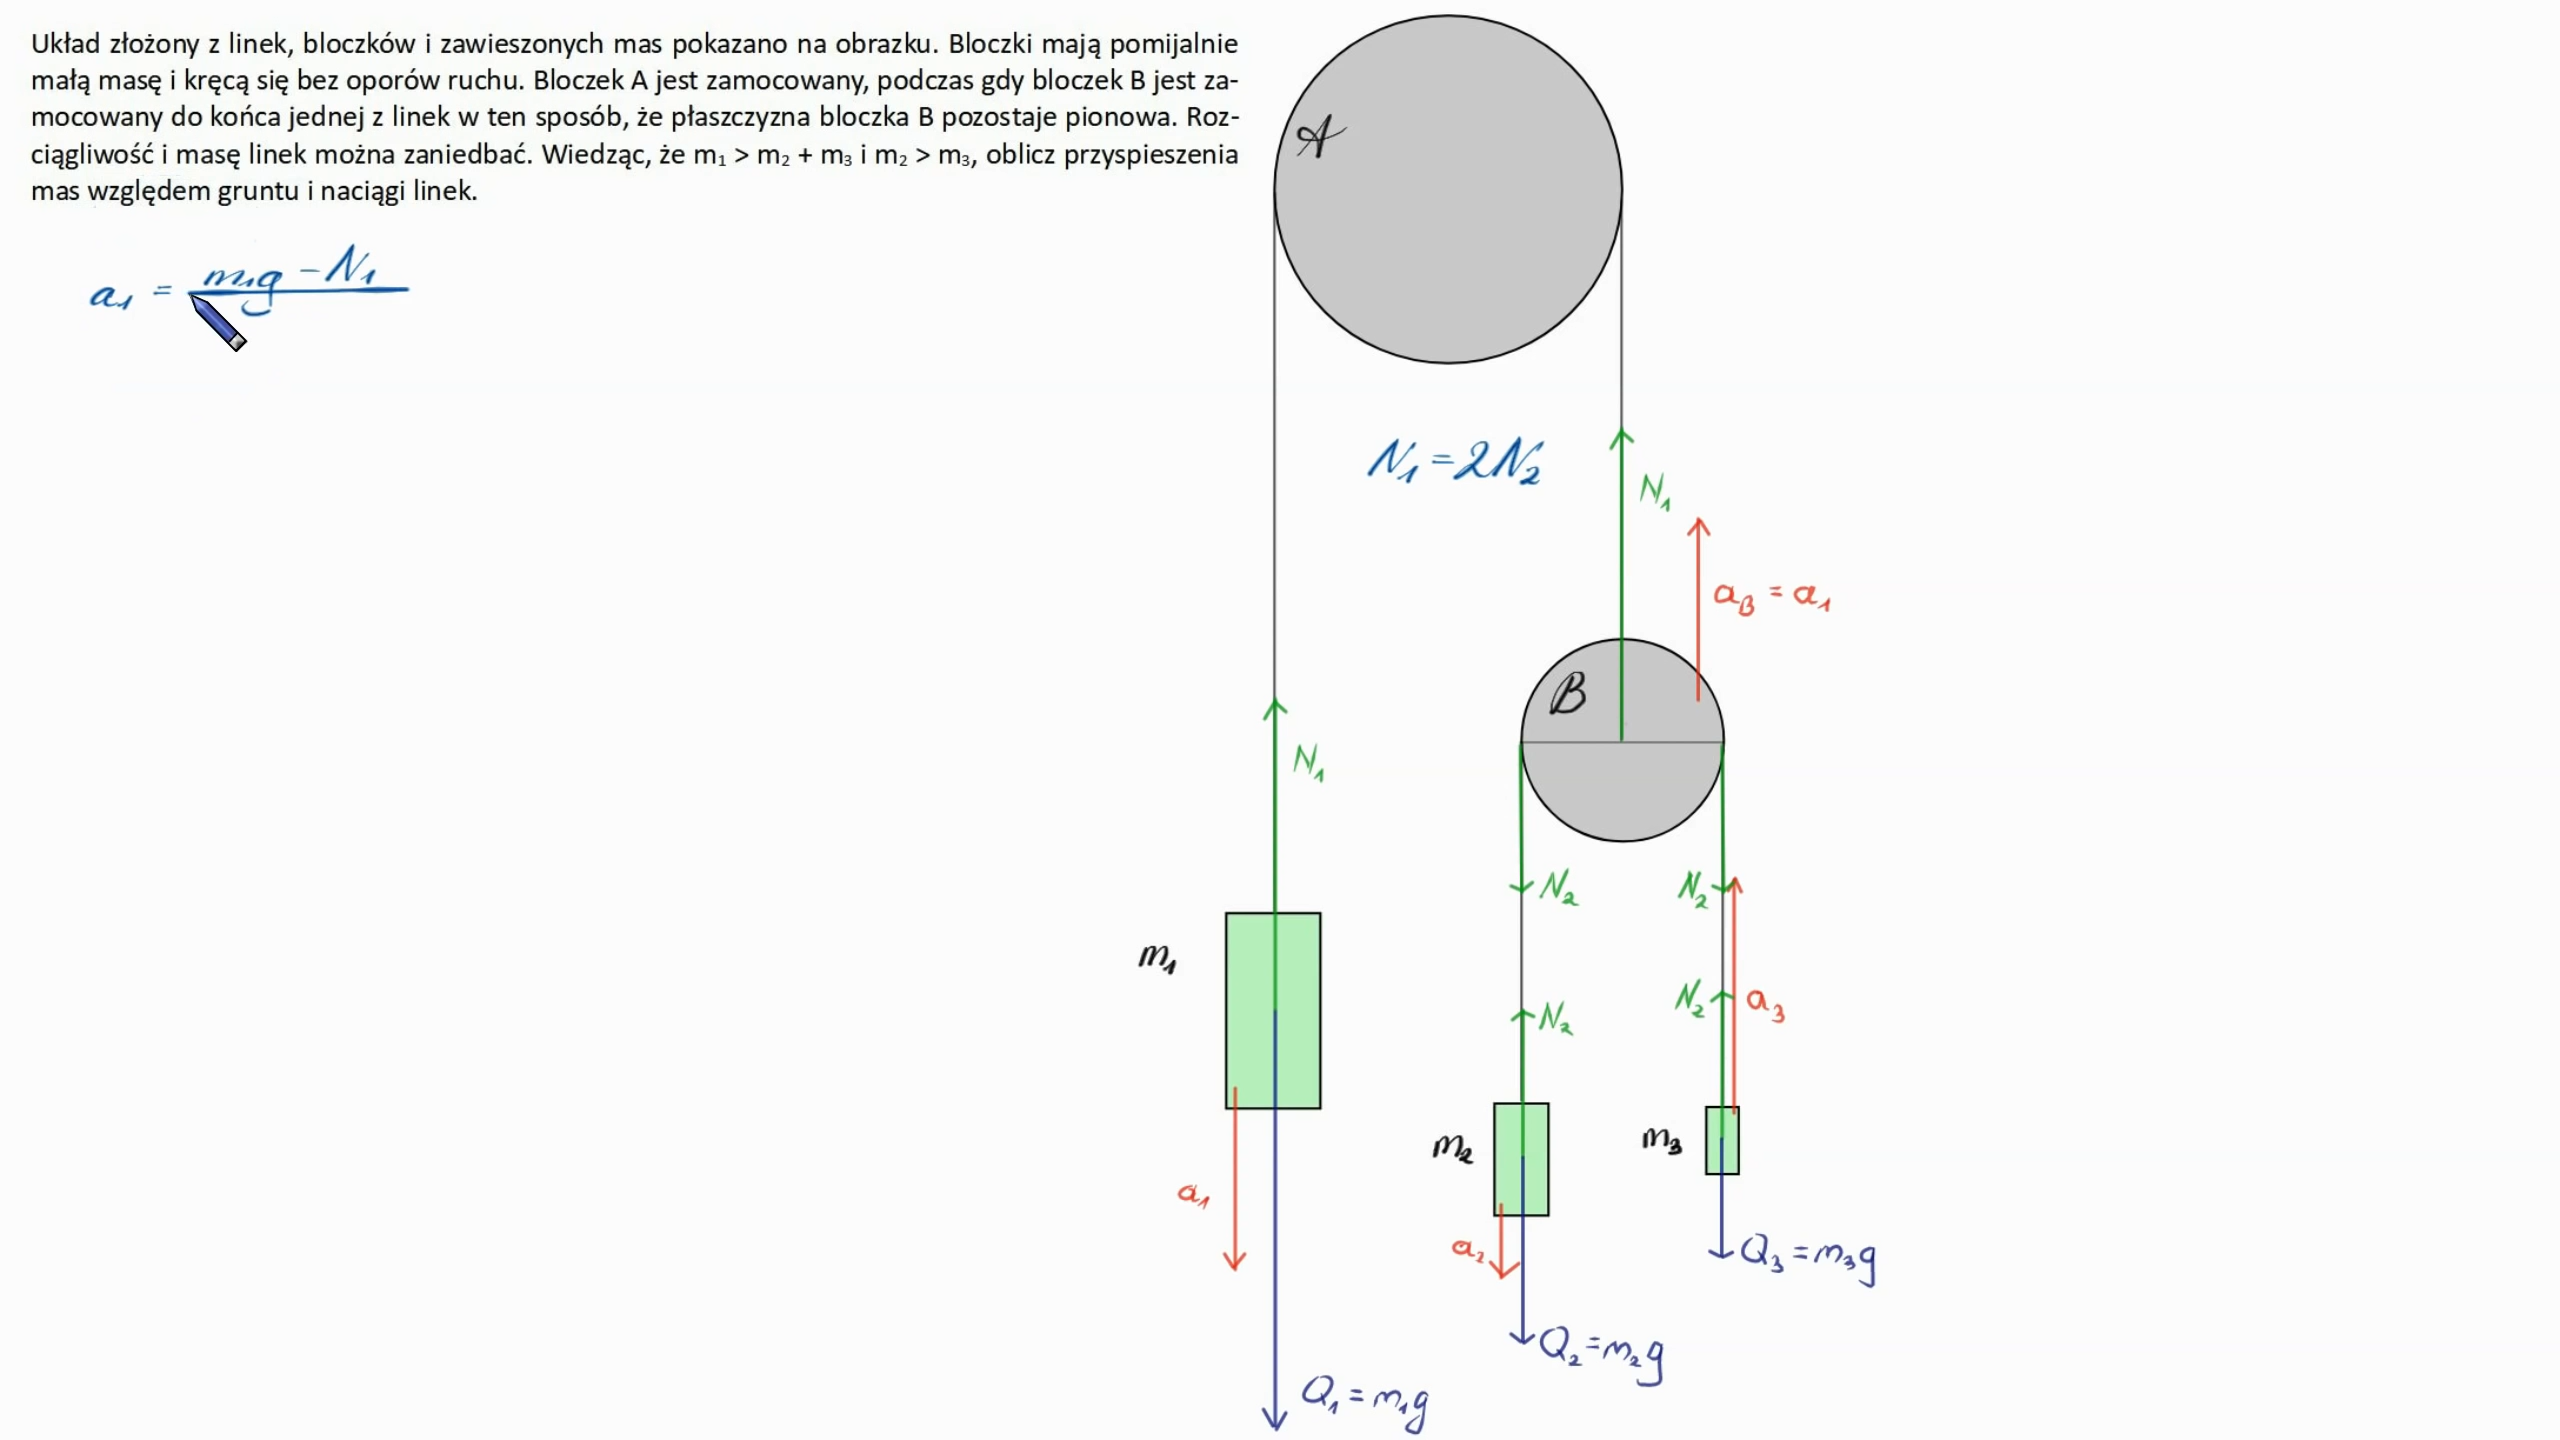 Układ złożony z linek, bloczków i zawieszonych mas pokazano na obrazku. Bloczki mają pomijalnie
małą masę i kręcą się bez oporów ruchu. Bloczek A jest zamocowany, podczas gdy bloczek B jest za-
mocowany do końca jednej z linek w ten sposób, że płaszczyzna bloczka B pozostaje pionowa. Roz-
ciągliwość i masę linek można zaniedbać. Wiedząc, że m₁ > m₂ + m₃ i m₂ > m₃, oblicz przyspieszenia
mas względem gruntu i naciągi linek.
a₁ = m₁g - N₁
A
N₁ = 2N₂
N₁
a_B = a₁
B
N₁
N₂
N₂
m₁
N₂
N₂
a₃
m₂
m₃
a₁
a₂
Q₃ = m₃g
Q₂ = m₂g
Q₁ = m₁g